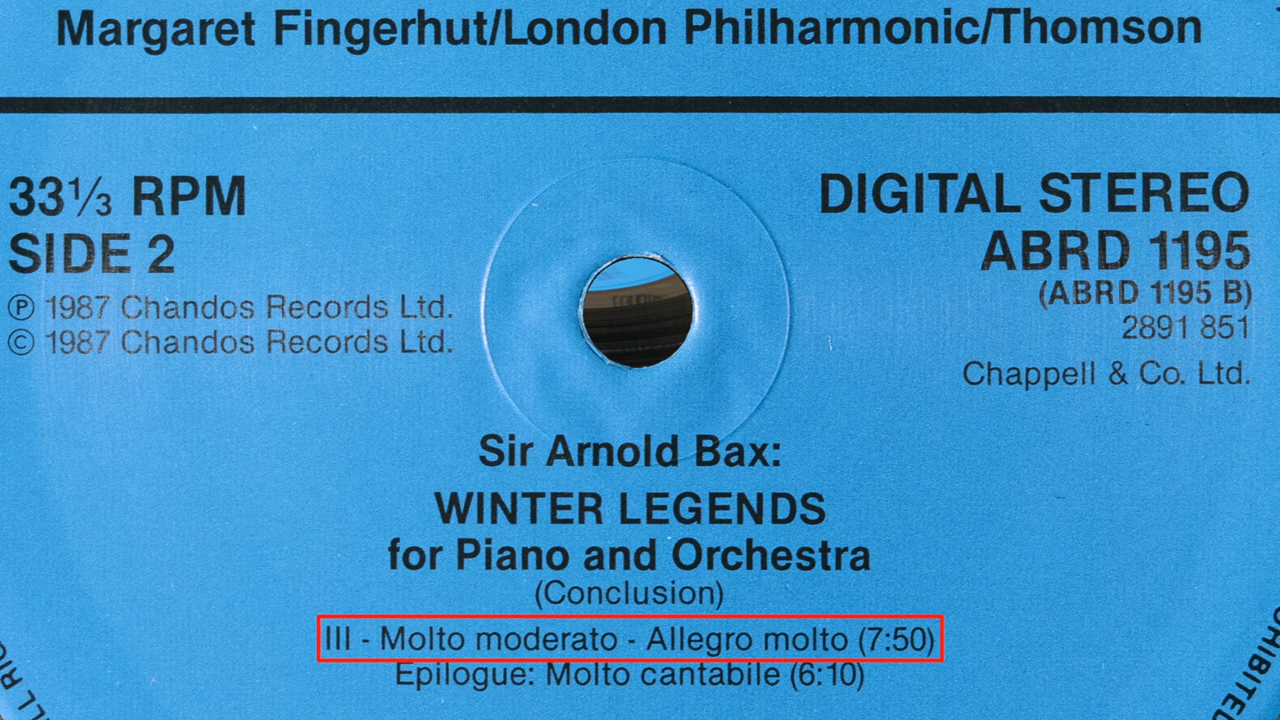 Margaret Fingerhut/London Philharmonic/Thomson
33⅓ RPM
SIDE 2
Ⓟ 1987 Chandos Records Ltd.
© 1987 Chandos Records Ltd.
DIGITAL STEREO
ABRD 1195
(ABRD 1195 B)
2891 851
Chappell & Co. Ltd.
Sir Arnold Bax:
WINTER LEGENDS
for Piano and Orchestra
(Conclusion)
III - Molto moderato - Allegro molto (7:50)
Epilogue: Molto cantabile (6:10)